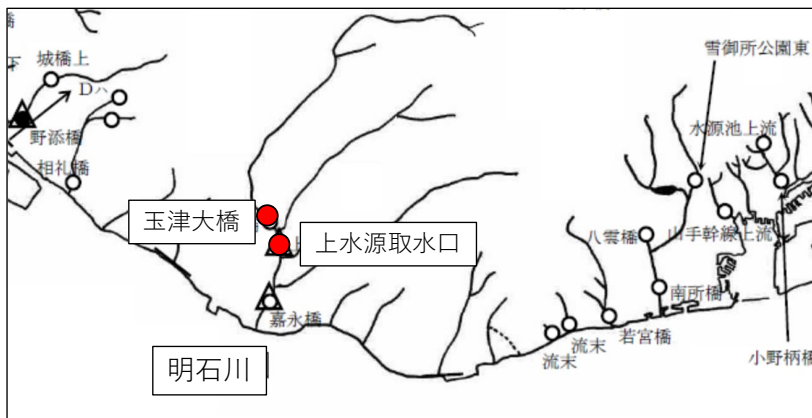 城橋上
Dハ
野添橋
相礼橋
玉津大橋
上水源取水口
嘉永橋
明石川
雪御所公園東
水源池上流
八雲橋
山手幹線上流
南所橋
若宮橋
流末
流末
小野柄橋